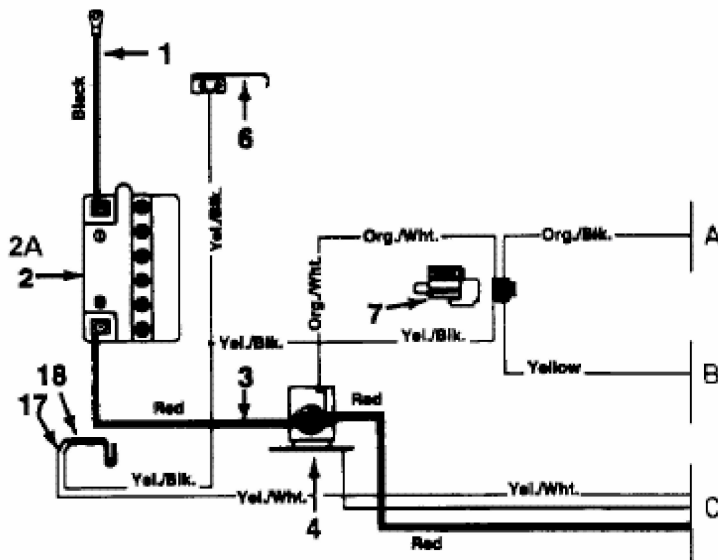 1
Black
6
Yel./Blk.
2A
2
Org./Wht.
Org./Blk.
A
Org./Wht.
7
Yel./Blk.
Yel./Blk.
Yellow
B
18
17
3
Red
Red
Yel./Blk.
Yel./Wht.
4
Yel./Wht.
C
Red